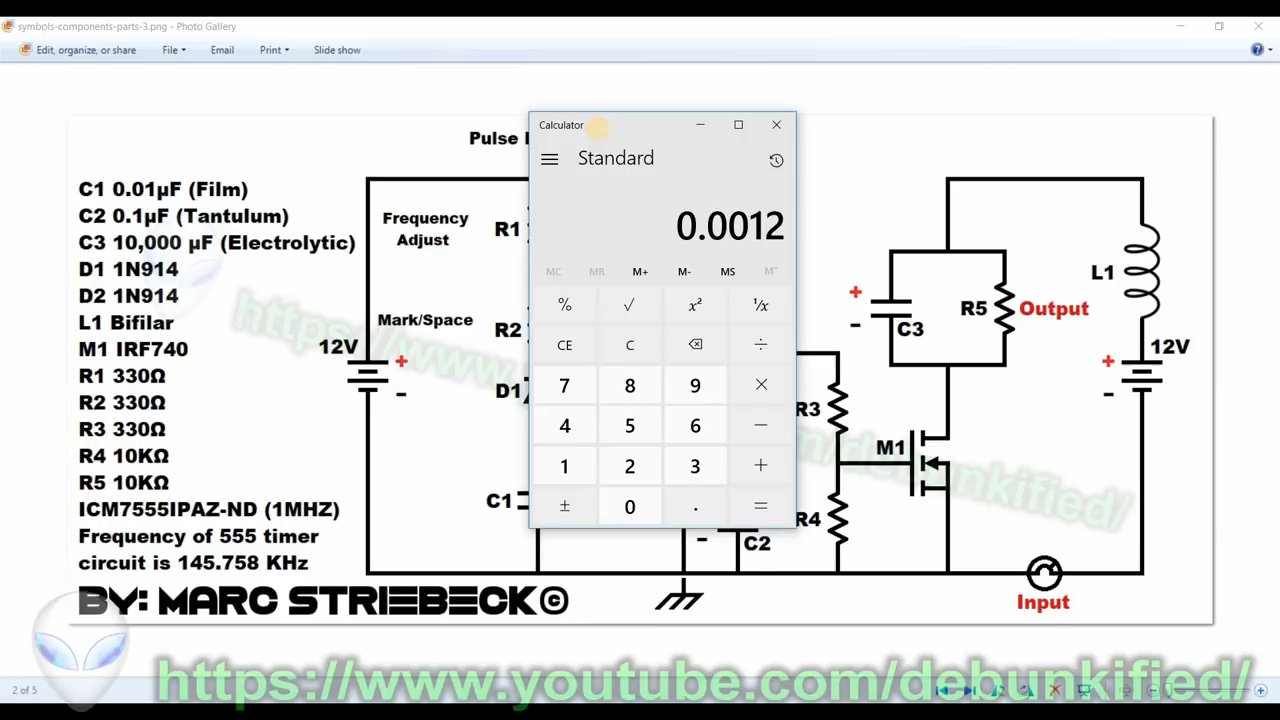 symbols-components-parts-3.png - Photo Gallery
Edit, organize, or share File Email Print Slide show
Pulse
C1 0.01µF (Film)
C2 0.1µF (Tantulum)
C3 10,000 µF (Electrolytic)
D1 1N914
D2 1N914
L1 Bifilar
M1 IRF740
R1 330Ω
R2 330Ω
R3 330Ω
R4 10KΩ
R5 10KΩ
ICM7555IPAZ-ND (1MHZ)
Frequency of 555 timer
circuit is 145.758 KHz
BY: MARC STRIEBECK©
Frequency
Adjust
R1
Mark/Space
R2
12V
+
-
D1
C1
Calculator
Standard
0.0012
MC MR M+ M- MS M˅
% √ x² ¹/x
CE C ⌫ ÷
7 8 9 ×
4 5 6 −
1 2 3 +
± 0 . =
-
C2
R3
R4
M1
+
-
C3
R5
Output
L1
12V
+
-
Input
https://www.youtube.com/debunkified/
2 of 5